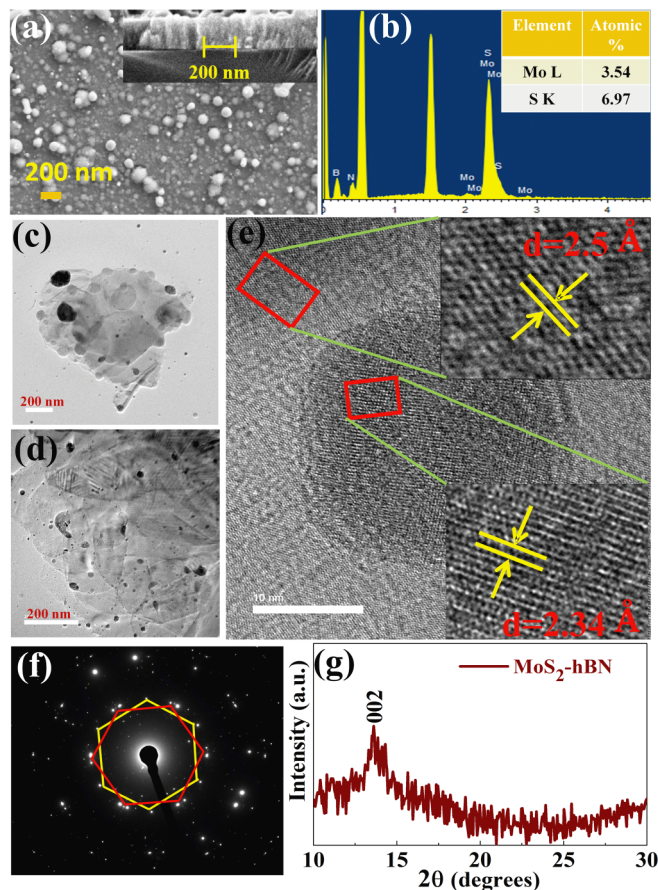 (a)
200 nm
200 nm
(b)
Element Atomic %
Mo L 3.54
S K 6.97
S
Mo
Mo
B
N
Mo
Mo
S
Mo
0 1 2 3 4
(c)
200 nm
(d)
200 nm
(e)
d=2.5 Å
10 nm
d=2.34 Å
(f)
(g)
MoS2-hBN
002
Intensity (a.u.)
10 15 20 25 30
2θ (degrees)